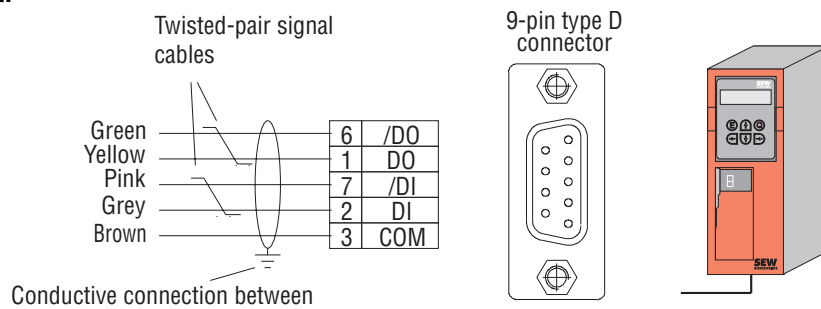 Twisted-pair signal
cables
9-pin type D
connector
Green 6 /DO
Yellow 1 DO
Pink 7 /DI
Grey 2 DI
Brown 3 COM
Conductive connection between
SEW
E Q
SEW